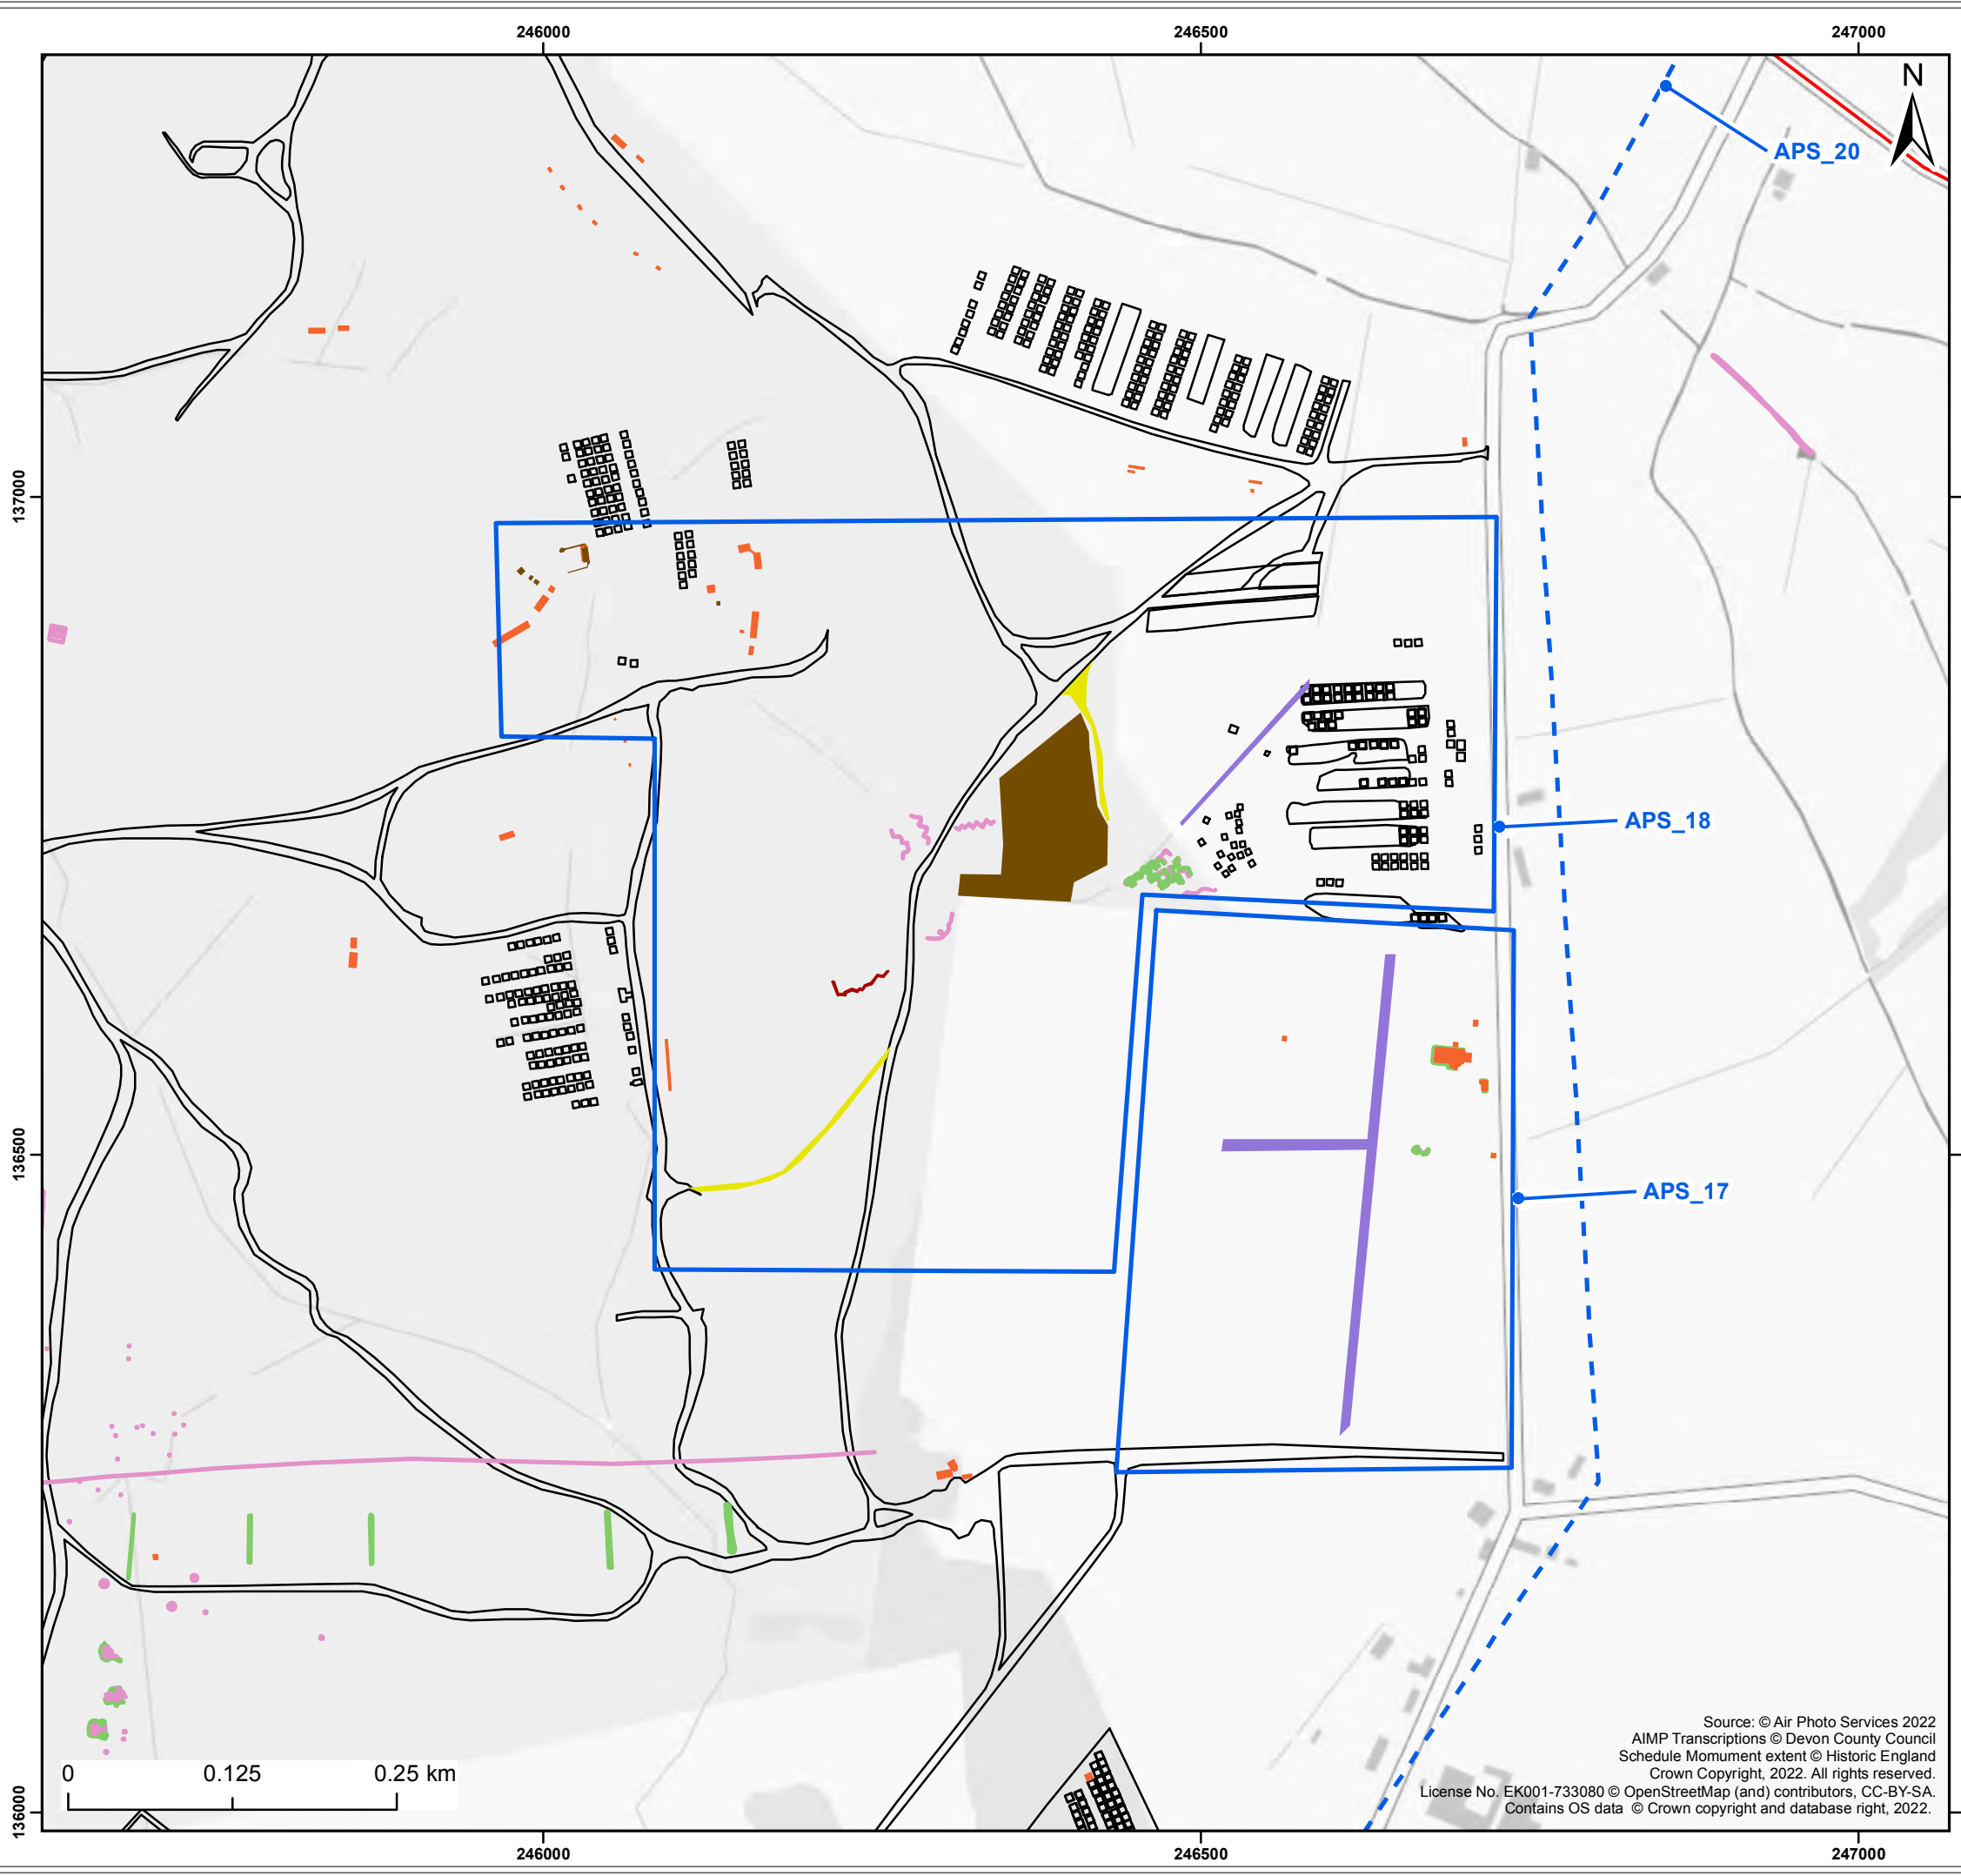 246000
246500
247000
N
APS_20
137000
APS_18
136500
APS_17
0
0.125
0.25 km
136000
Source: © Air Photo Services 2022
AIMP Transcriptions © Devon County Council
Schedule Momument extent © Historic England
Crown Copyright, 2022. All rights reserved.
License No. EK001-733080 © OpenStreetMap (and) contributors, CC-BY-SA.
Contains OS data © Crown copyright and database right, 2022.
246000
246500
247000